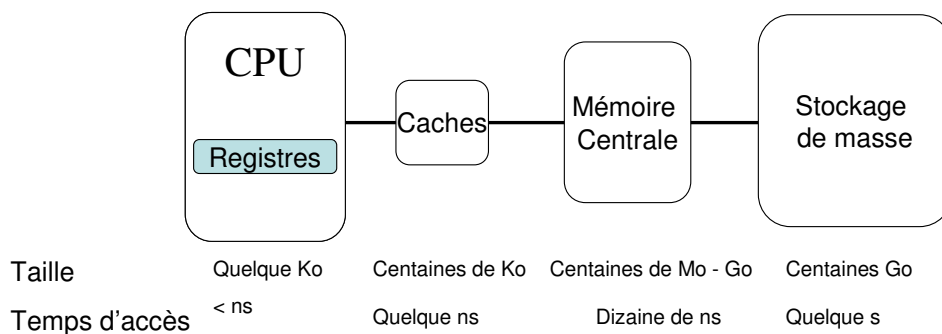 CPU
Registres
Caches
Mémoire
Centrale
Stockage
de masse
Taille Quelque Ko Centaines de Ko Centaines de Mo - Go Centaines Go
Temps d'accès < ns Quelque ns Dizaine de ns Quelque s